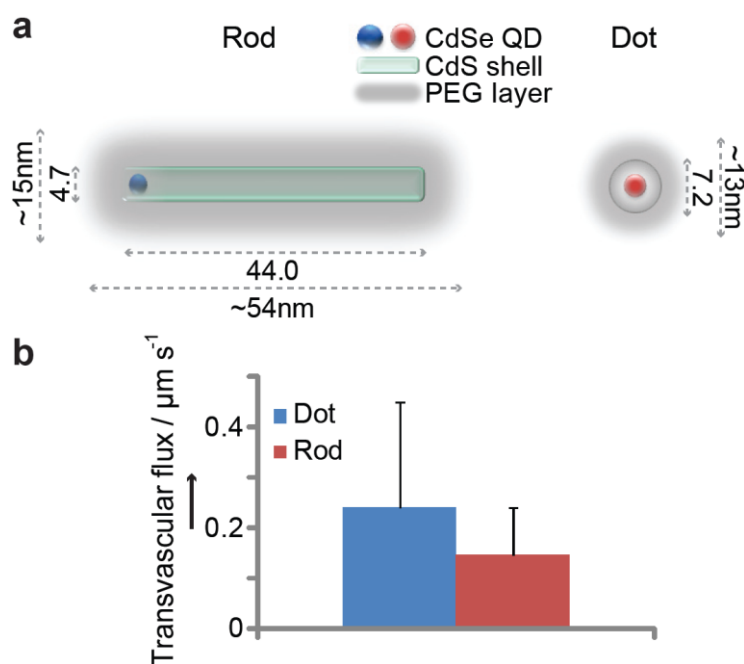 a
Rod
CdSe QD
CdS shell
PEG layer
Dot
~15nm
4.7
44.0
~54nm
7.2
~13nm
b
Transvascular flux / µm s⁻¹
Dot
Rod
0.4
0.2
0